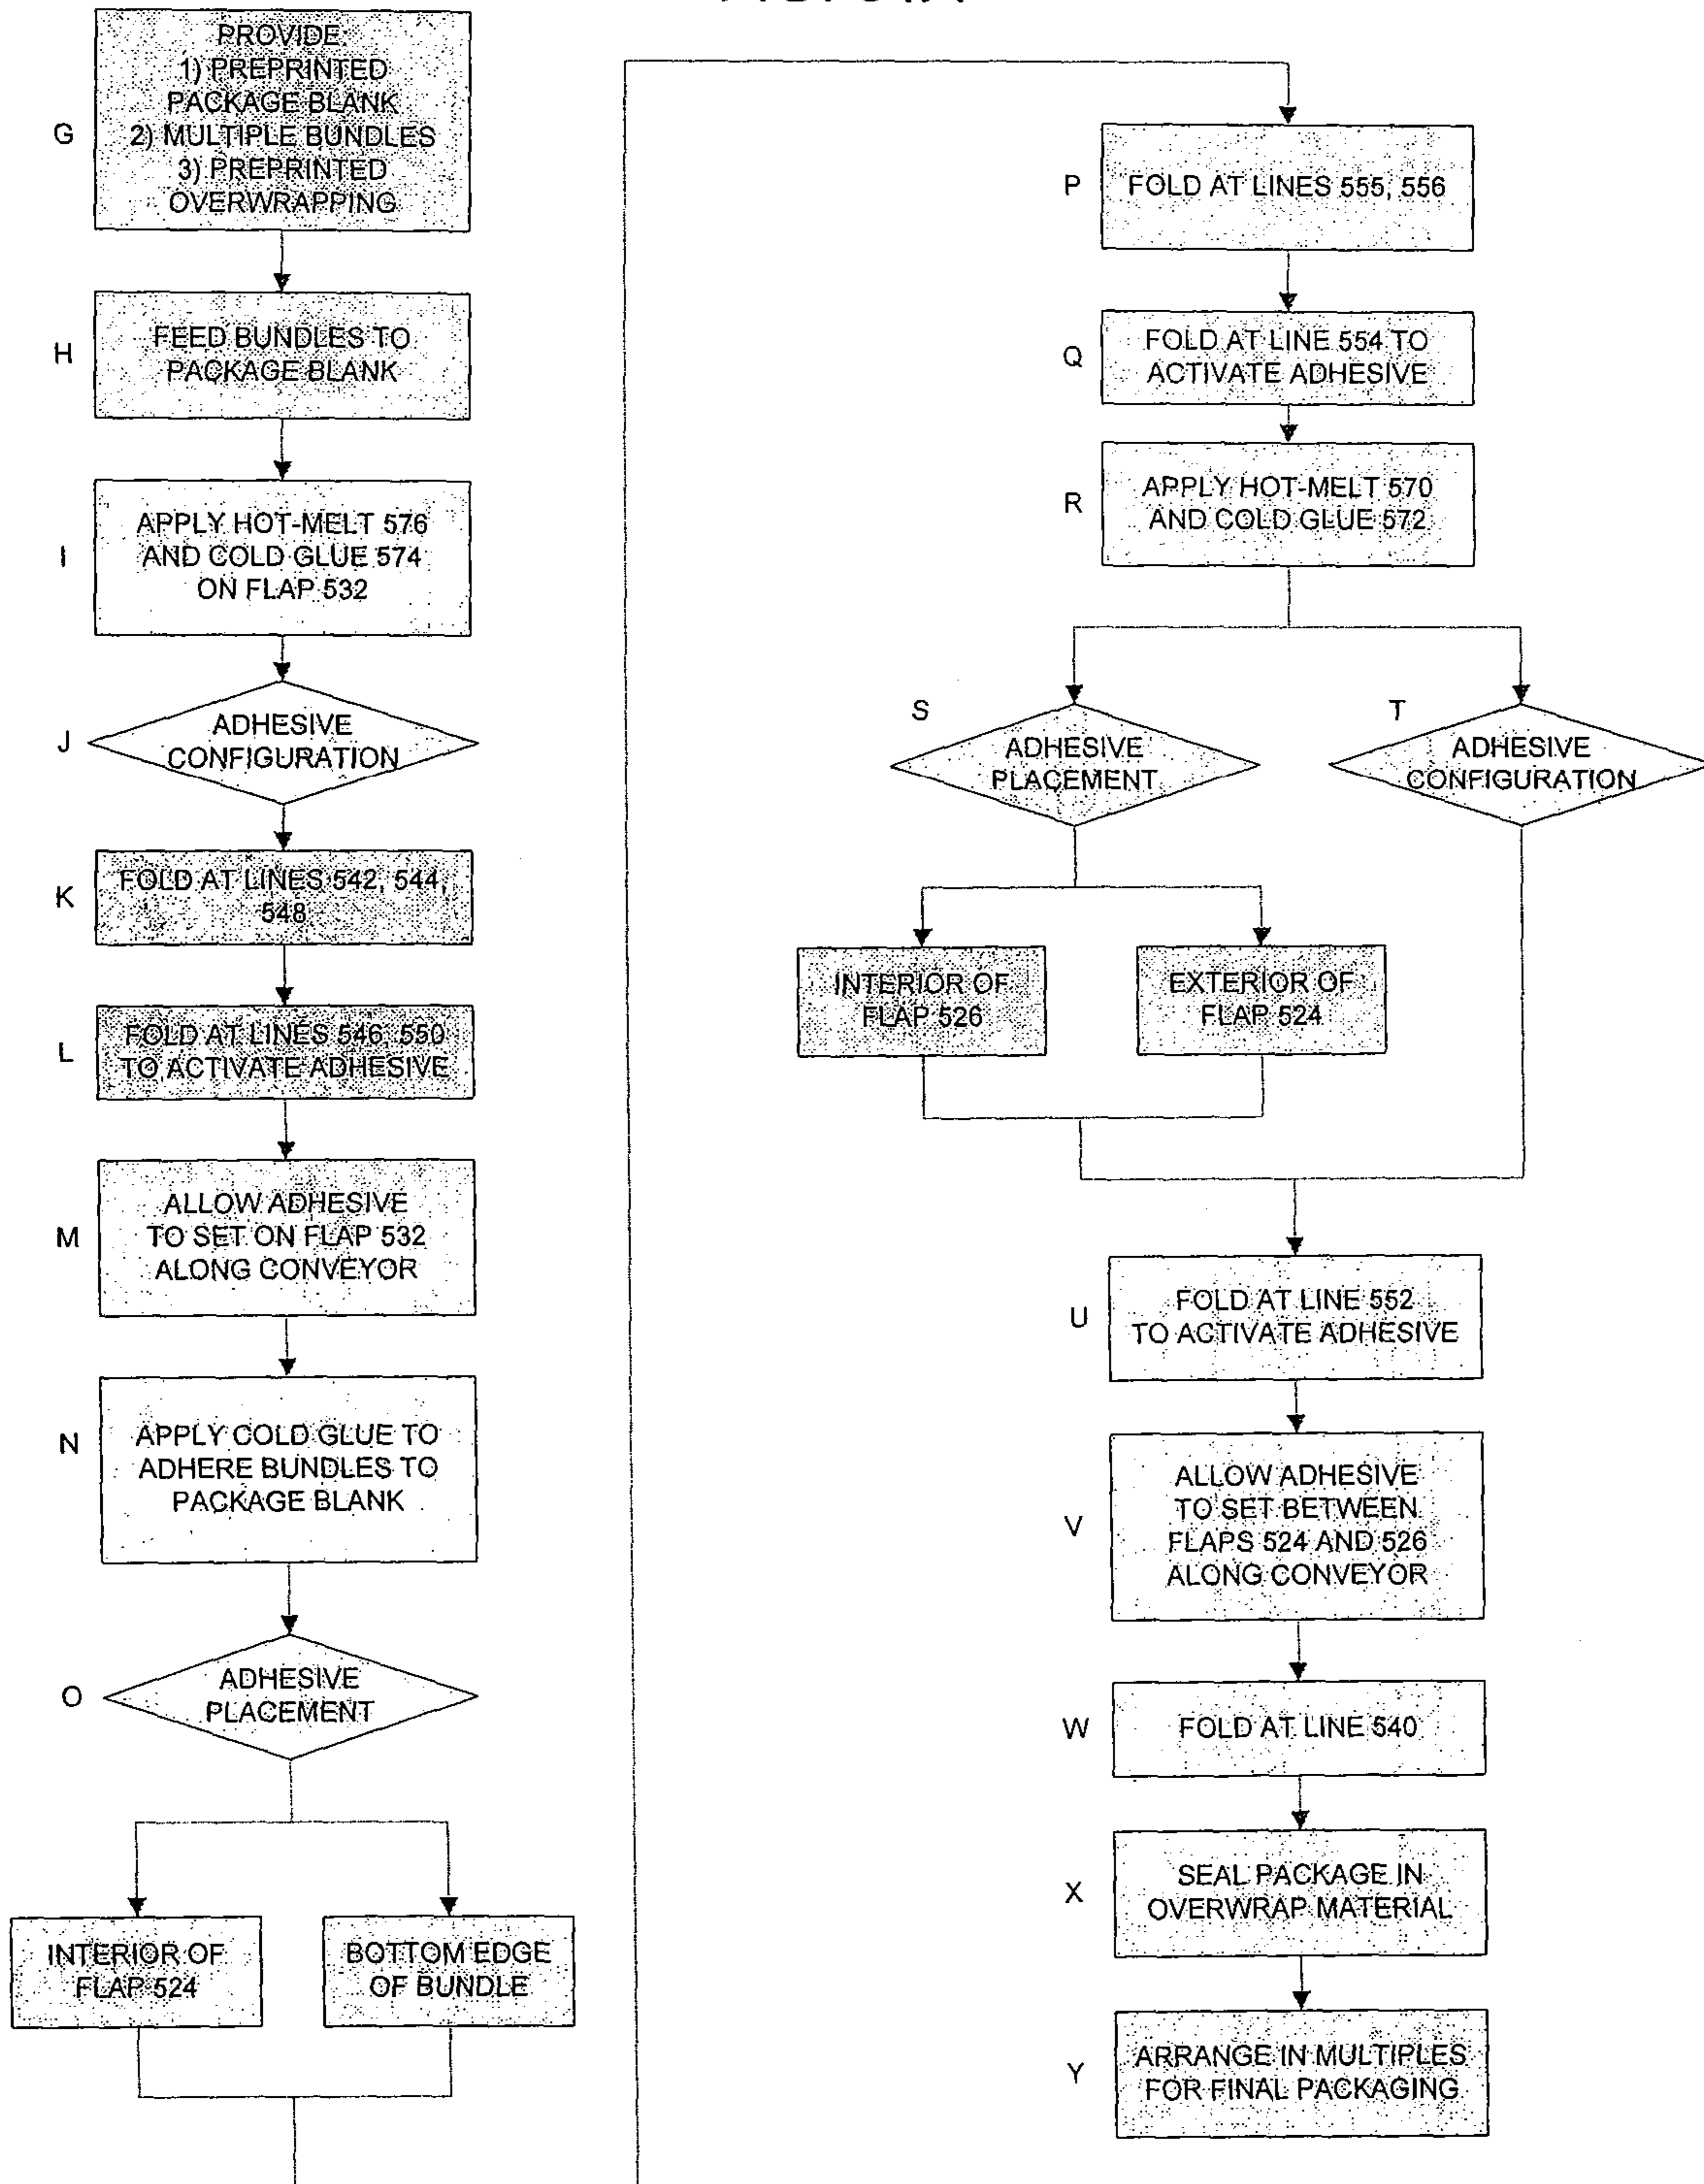 G
PROVIDE
1) PREPRINTED
PACKAGE BLANK
2) MULTIPLE BUNDLES
3) PREPRINTED
OVERWRAPPING
H
FEED BUNDLES TO
PACKAGE BLANK
I
APPLY HOT-MELT 576
AND COLD GLUE 574
ON FLAP 532
J
ADHESIVE
CONFIGURATION
K
FOLD AT LINES 542, 544,
548
L
FOLD AT LINES 546, 550
TO ACTIVATE ADHESIVE
M
ALLOW ADHESIVE
TO SET ON FLAP 532
ALONG CONVEYOR
N
APPLY COLD GLUE TO
ADHERE BUNDLES TO
PACKAGE BLANK
O
ADHESIVE
PLACEMENT
INTERIOR OF
FLAP 524
BOTTOM EDGE
OF BUNDLE
P
FOLD AT LINES 555, 556
Q
FOLD AT LINE 554 TO
ACTIVATE ADHESIVE
R
APPLY HOT-MELT 570
AND COLD GLUE 572
S
ADHESIVE
PLACEMENT
T
ADHESIVE
CONFIGURATION
INTERIOR OF
FLAP 526
EXTERIOR OF
FLAP 524
U
FOLD AT LINE 552
TO ACTIVATE ADHESIVE
V
ALLOW ADHESIVE
TO SET BETWEEN
FLAPS 524 AND 526
ALONG CONVEYOR
W
FOLD AT LINE 540
X
SEAL PACKAGE IN
OVERWRAP MATERIAL
Y
ARRANGE IN MULTIPLES
FOR FINAL PACKAGING